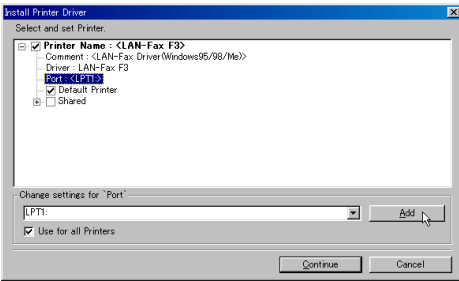 Install Printer Driver
Select and set Printer.
Printer Name : <LAN-Fax F3>
Comment : <LAN-Fax Driver(Windows95/98/Me)>
Driver : LAN-Fax F3
Port : <LPT1:>
Default Printer
Shared
Change settings for `Port`
LPT1:
Add
Use for all Printers
Continue
Cancel